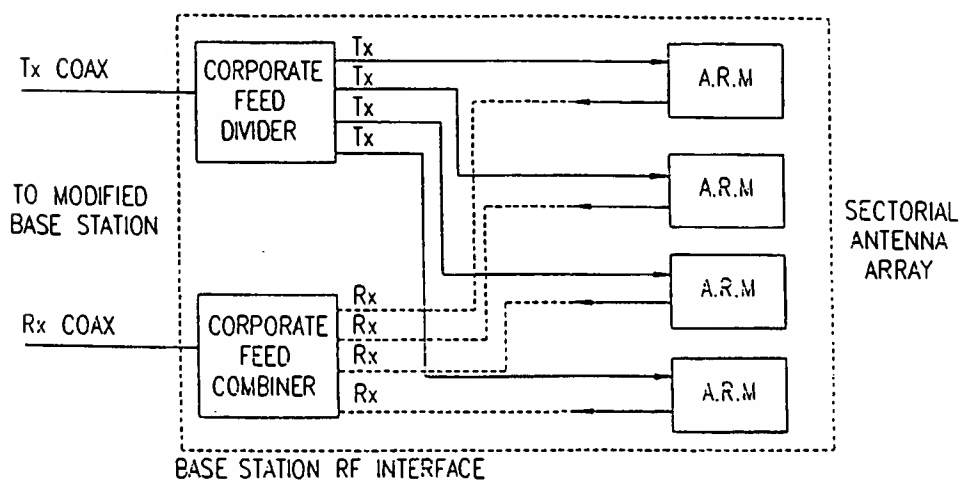 Tx COAX
CORPORATE
FEED
DIVIDER
Tx
Tx
Tx
Tx
A.R.M
A.R.M
A.R.M
A.R.M
TO MODIFIED
BASE STATION
SECTORIAL
ANTENNA
ARRAY
Rx COAX
CORPORATE
FEED
COMBINER
Rx
Rx
Rx
Rx
BASE STATION RF INTERFACE